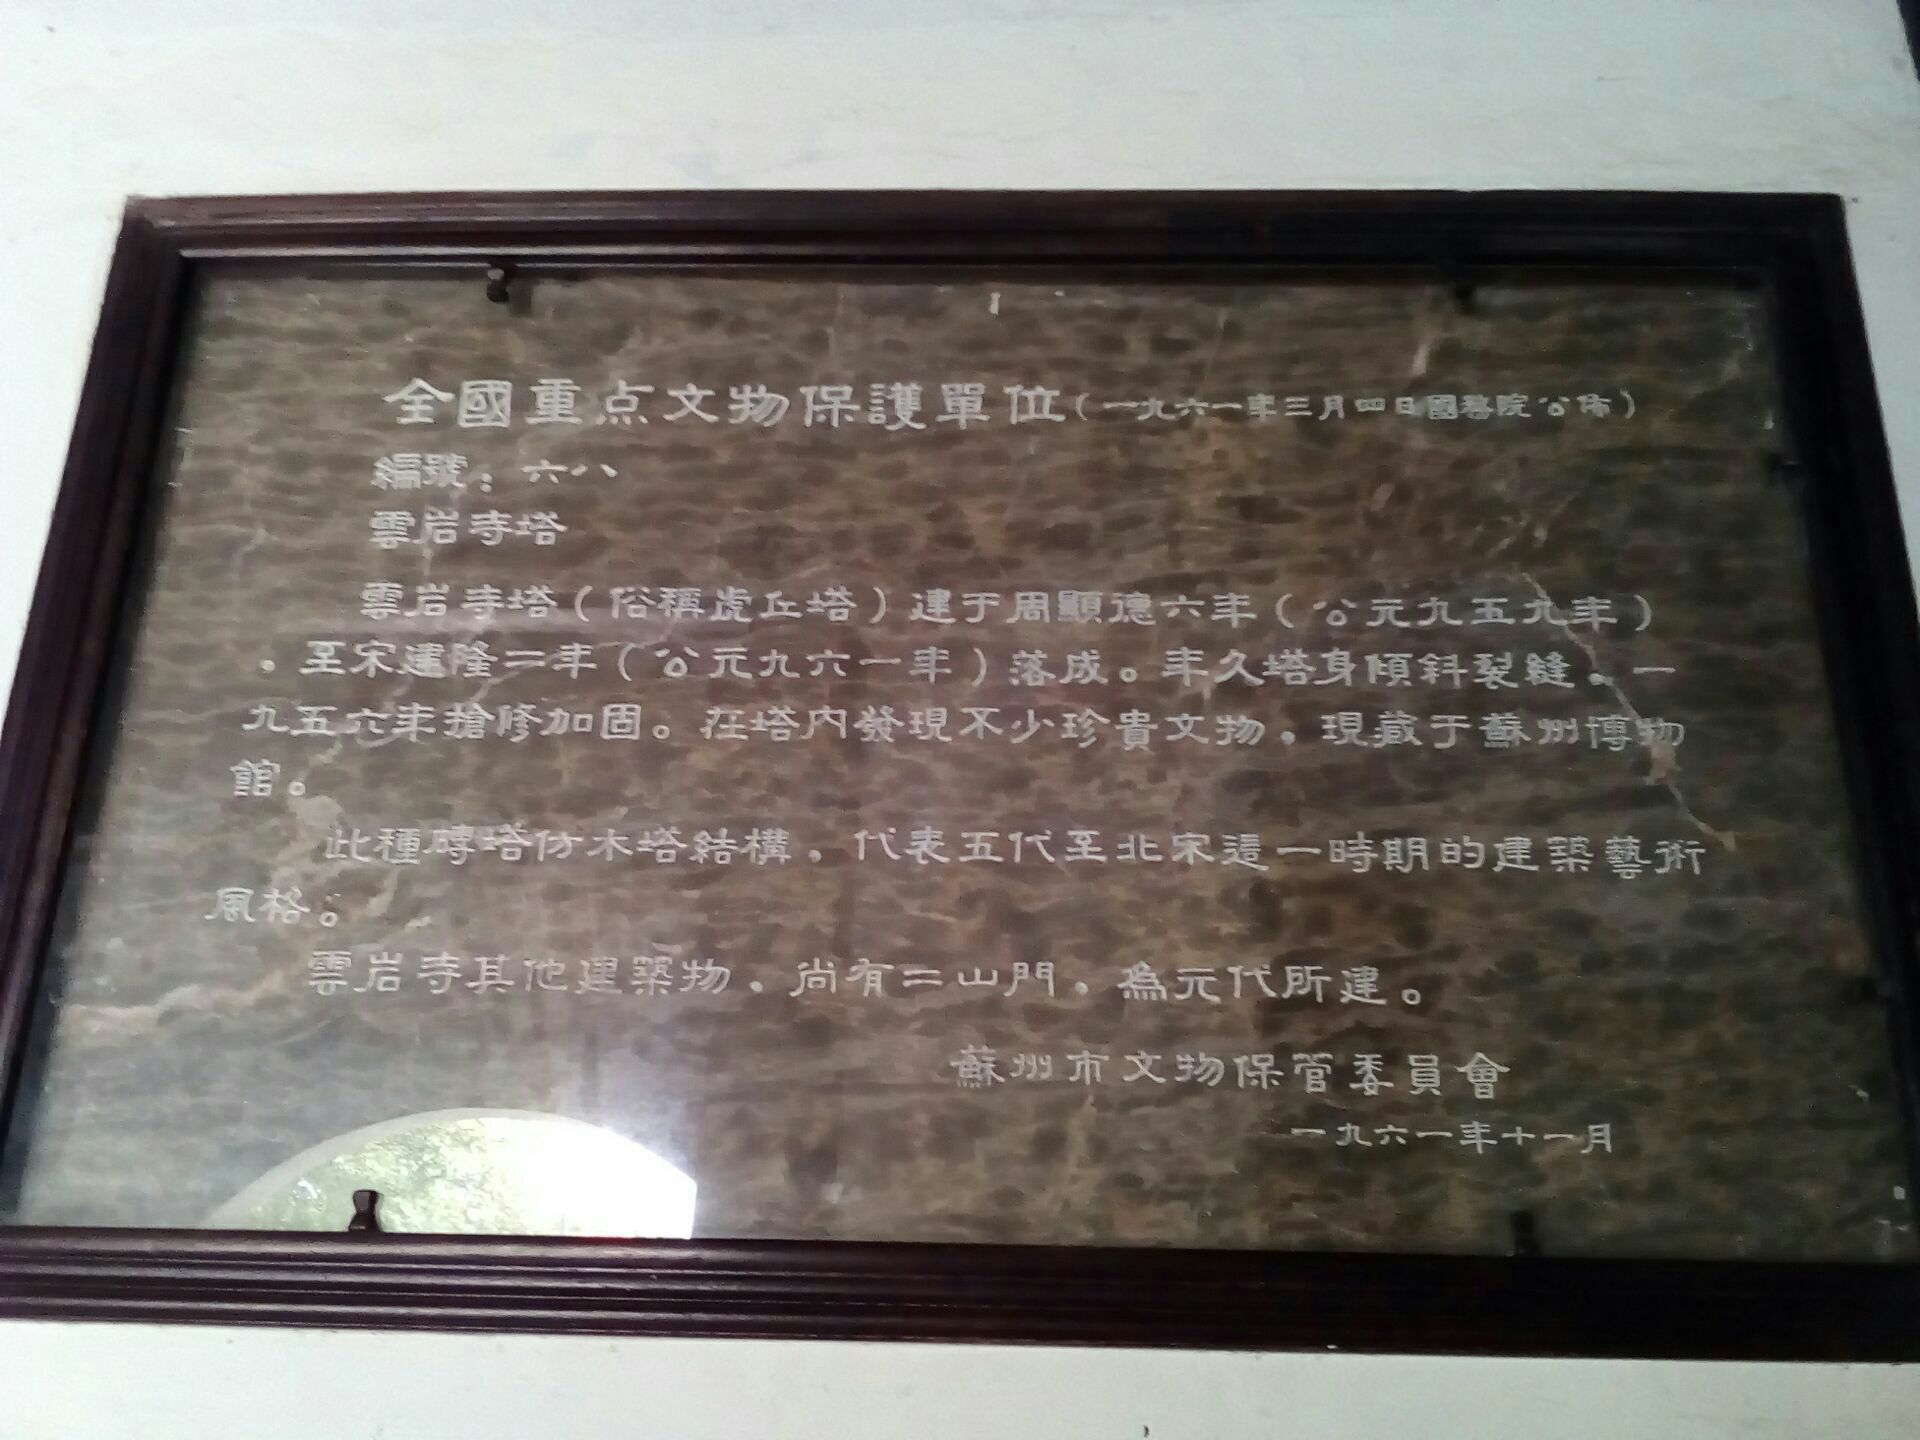 全國重点文物保護單位(一九六一年三月四日國務院公佈)
編號:六八
雲岩寺塔
雲岩寺塔(俗稱虎丘塔)建于周顯德六年(公元九五九年)
,至宋建隆二年(公元九六一年)落成。年久塔身傾斜裂縫,一
九五六年搶修加固。在塔内發現不少珍貴文物,現藏于蘇州博物
館。
此種磚塔仿木塔結構,代表五代至北宋這一時期的建築藝術
風格。
雲岩寺其他建築物,尚有二山門,為元代所建。
蘇州市文物保管委員會
一九六一年十一月